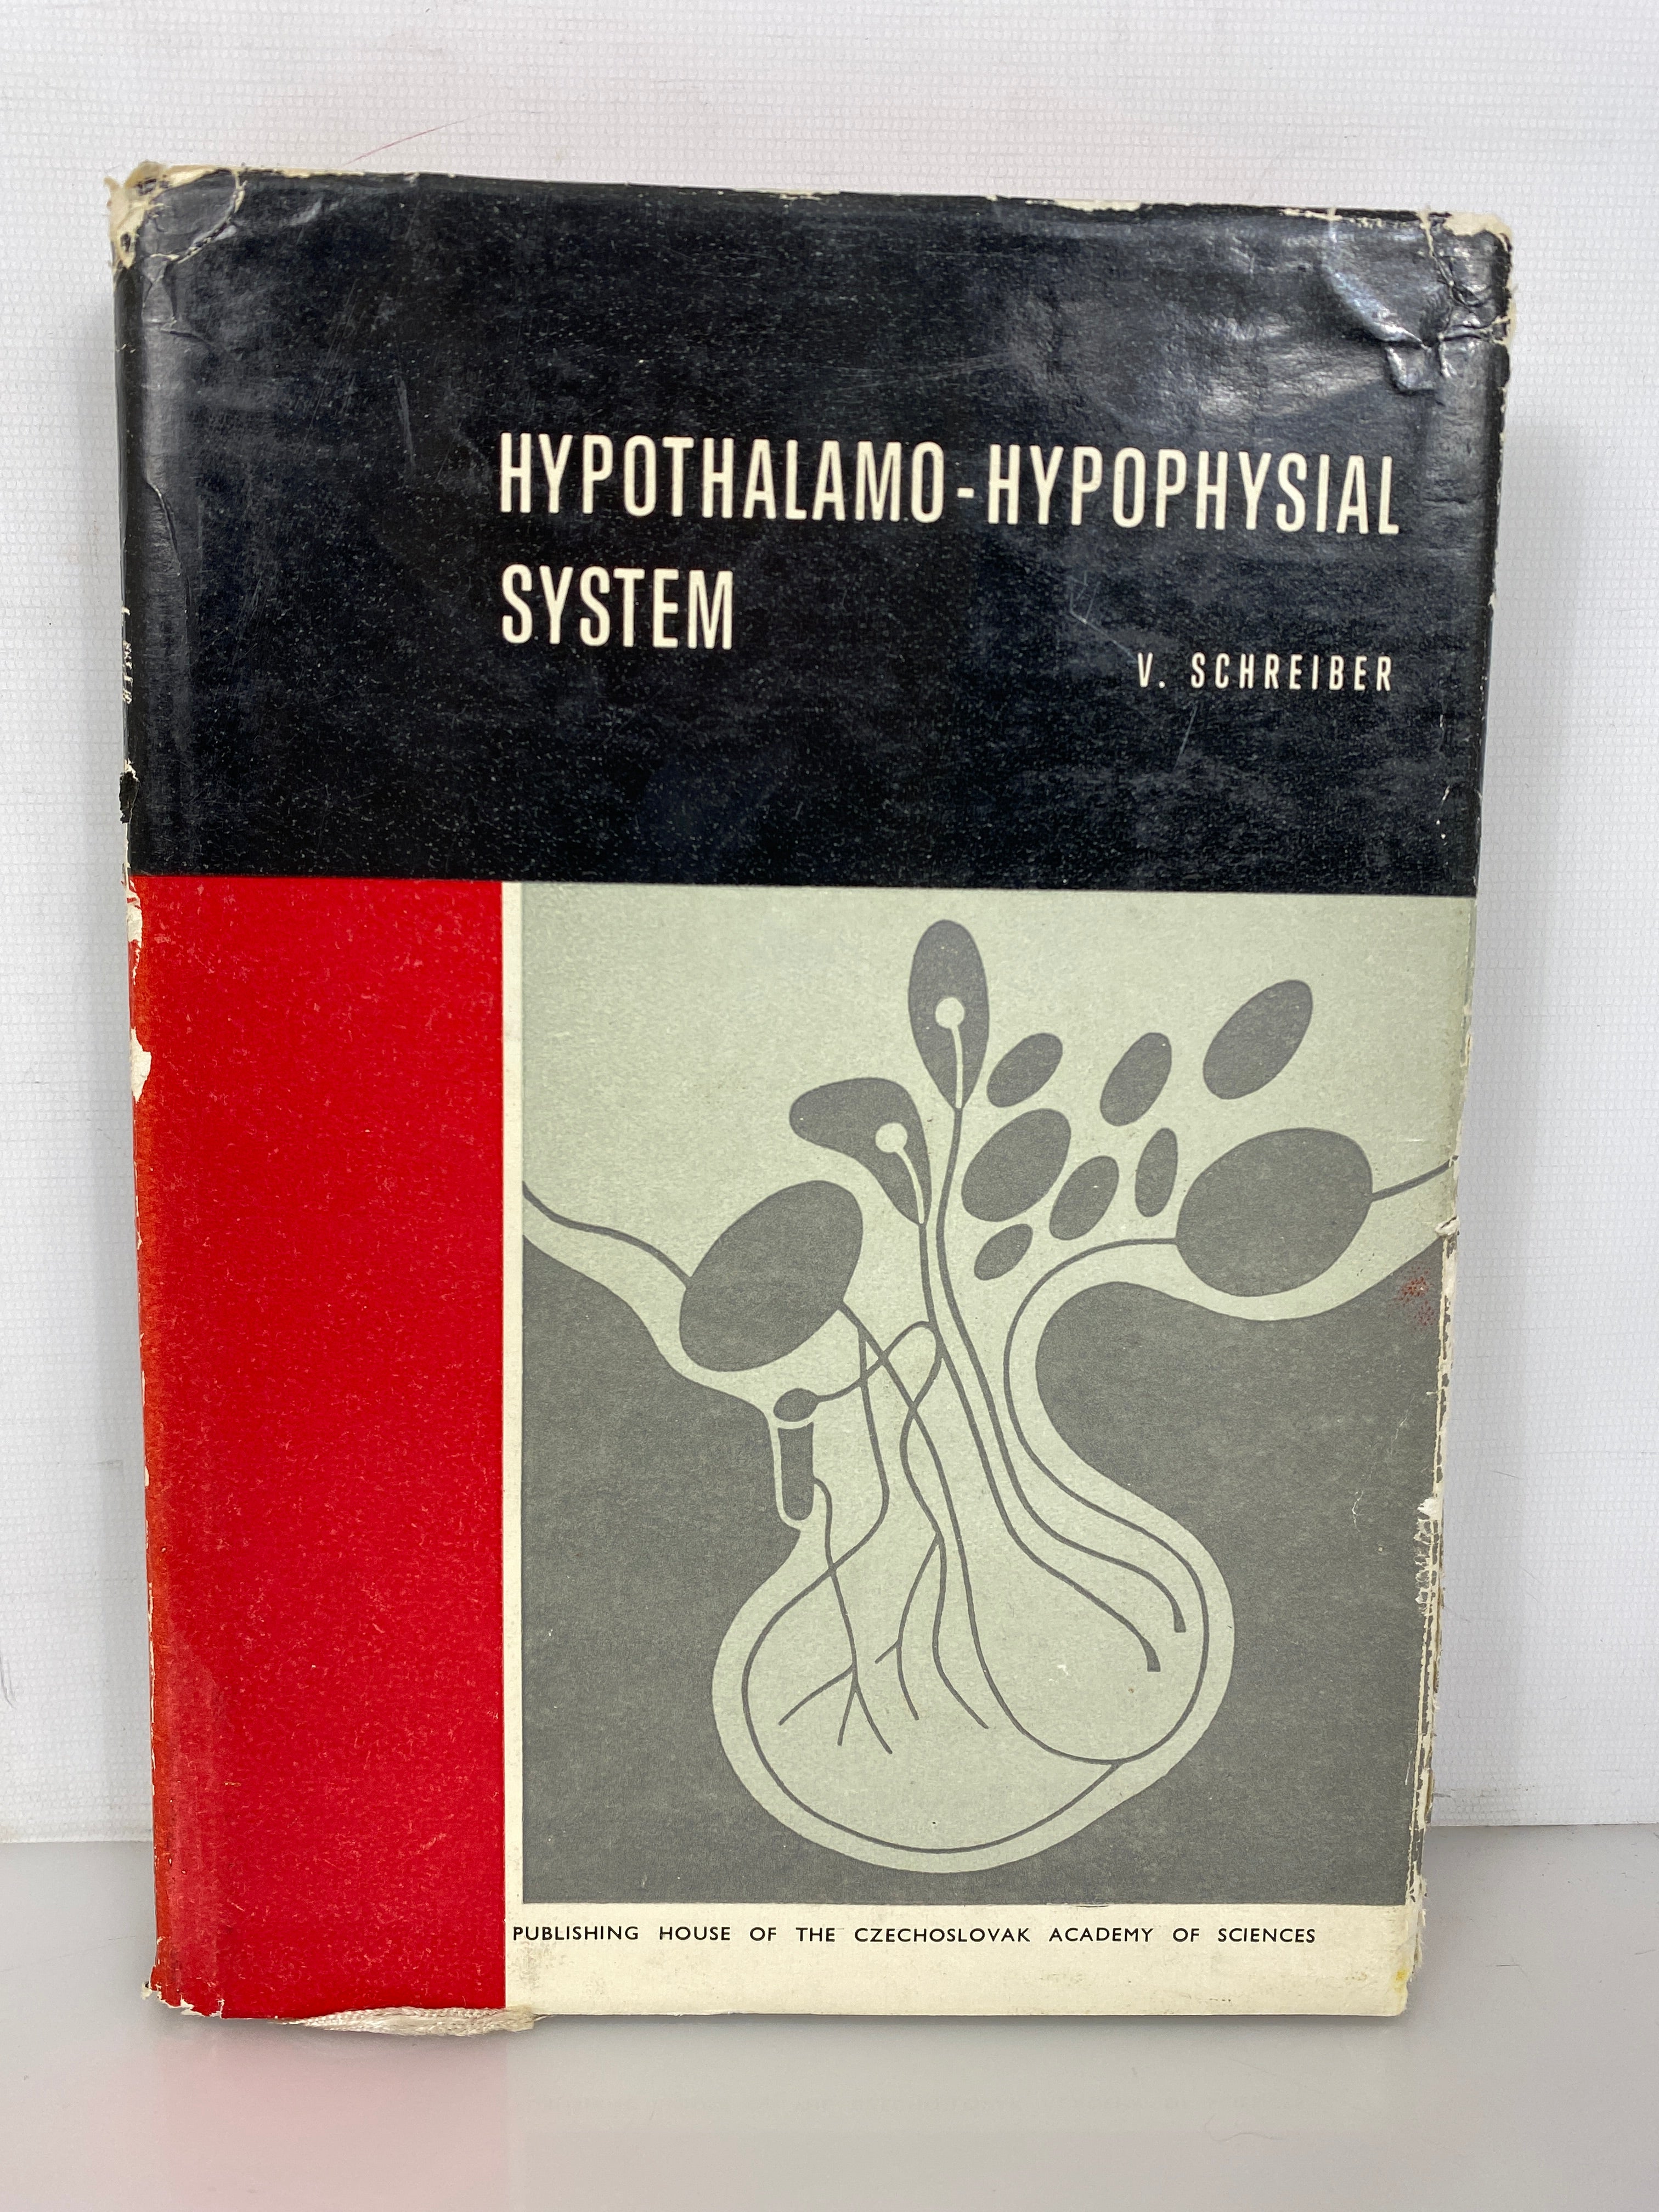 HYPOTHALAMO-HYPOPHYSIAL
SYSTEM
V. SCHREIBER
PUBLISHING HOUSE OF THE CZECHOSLOVAK ACADEMY OF SCIENCES